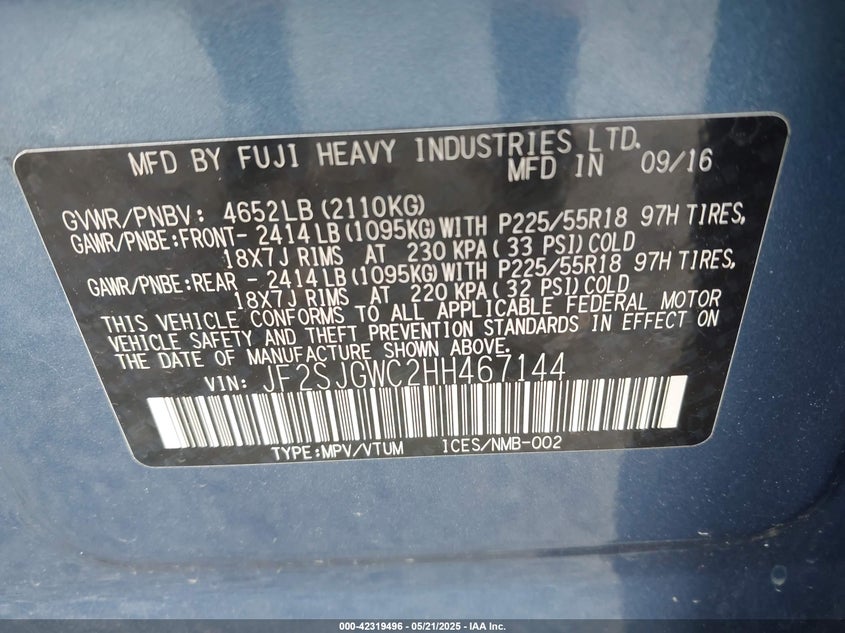 MFD BY FUJI HEAVY INDUSTRIES LTD.
MFD IN 09/16
GVWR/PNBV: 4652LB (2110KG)
GAWR/PNBE:FRONT- 2414 LB (1095KG) WITH P225/55R18 97H TIRES,
18X7J RIMS AT 230 KPA ( 33 PSI) COLD
GAWR/PNBE:REAR - 2414 LB (1095KG) WITH P225/55R18 97H TIRES,
18X7J RIMS AT 220 KPA ( 32 PSI) COLD
THIS VEHICLE CONFORMS TO ALL APPLICABLE FEDERAL MOTOR
VEHICLE SAFETY AND THEFT PREVENTION STANDARDS IN EFFECT ON
THE DATE OF MANUFACTURE SHOWN ABOVE.
VIN: JF2SJGWC2HH467144
TYPE:MPV/VTUM ICES/NMB-002
000-42319496 - 05/21/2025 - IAA Inc.